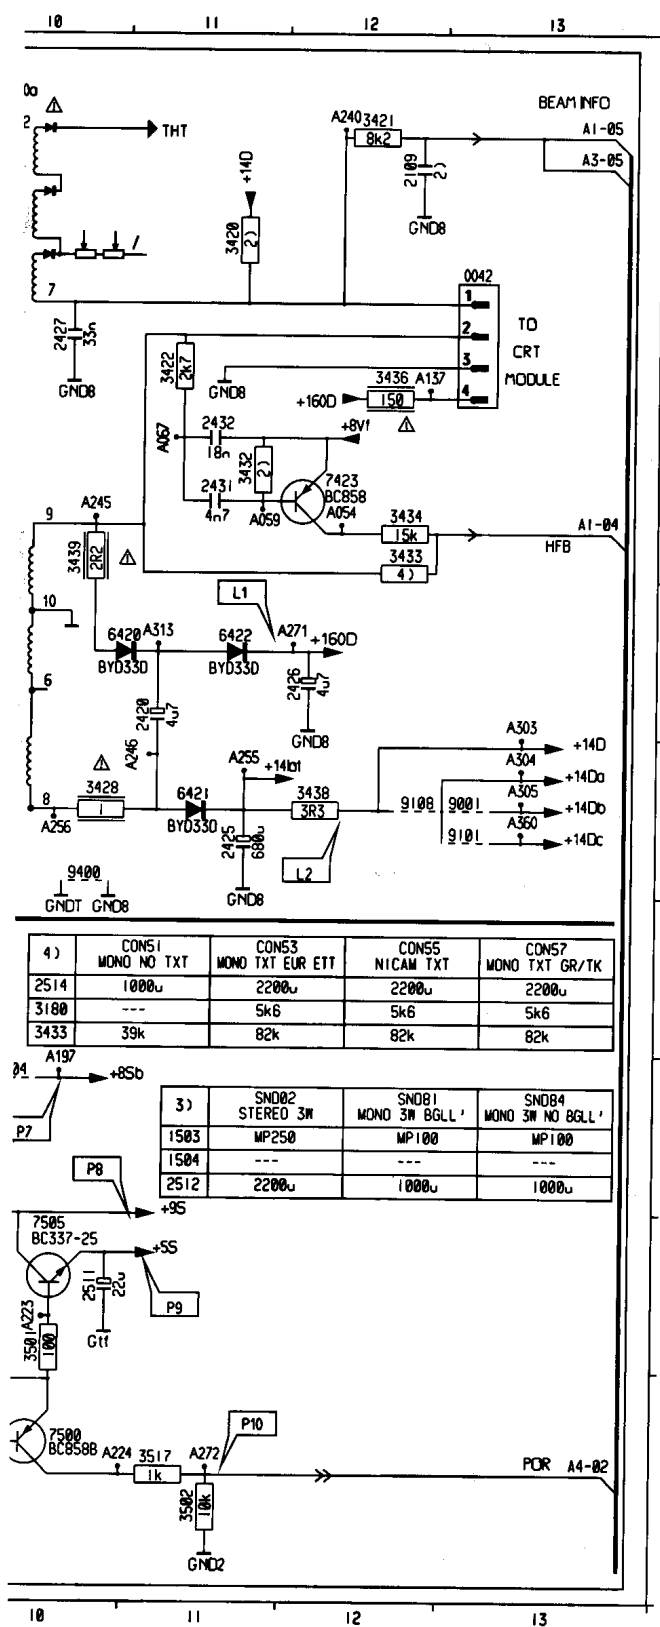 10 11 12 13
0a
2
THT
+14D
3420
2)
A240 3421
8k2
2109
2)
GND8
BEAM INFO
A1-05
A3-05
7
2427
33n
GND8
3422
2k7
GND8
0042
1
2
3
4
TO
CRT
MODULE
3436 A137
+160D 150
+8Vf
A067
2432
18n
3432
2)
2431
4n7
A059
7423
BC858
A054
3434
15k
A1-04
HFB
3433
4)
9
A245
3439
2R2
10
6
L1
6420 A313
BYD33D
6422
BYD33D
A271
+160D
2426
4u7
GND8
2420
4u7
A246
3428
1
8
A256
6421
BYD33D
A255
+14lot
2425
680u
GND8
3438
3R3
L2
A303
+14D
A304
+14Da
A305
9108 9001 +14Db
A360
9101 +14Dc
9400
GNDT GND8
4) CON51
MONO NO TXT CON53
MONO TXT EUR ETT CON55
NICAM TXT CON57
MONO TXT GR/TK
2514 1000u 2200u 2200u 2200u
3180 --- 5k6 5k6 5k6
3433 39k 82k 82k 82k
04
A197
+8Sb
P7
3) SND02
STEREO 3W SND81
MONO 3W BGLL' SND84
MONO 3W NO BGLL'
1503 MP250 MP100 MP100
1504 --- --- ---
2512 2200u 1000u 1000u
P8
+9S
7505
BC337-25
+5S
2511
22u
P9
Gtf
A223
3501
100
7500
BC858B
A224 3517
1k
A272
P10
POR A4-02
3502
10k
GND2
10 11 12 13